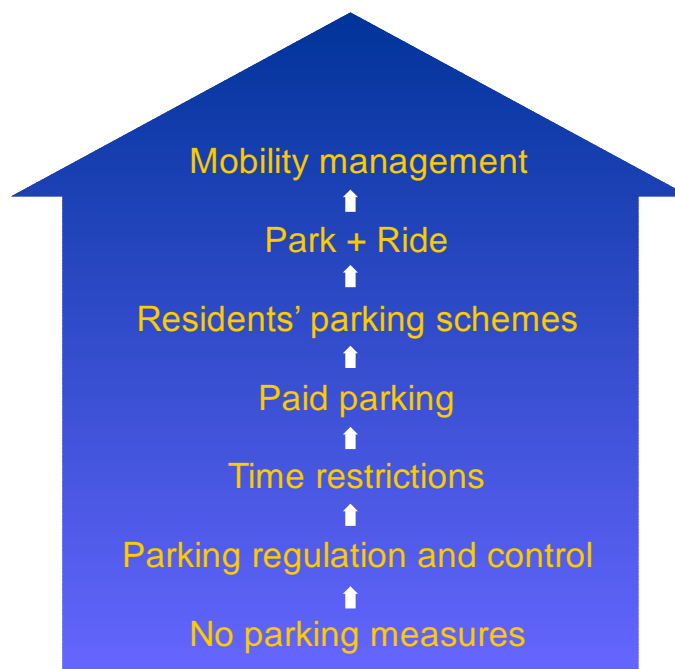 Mobility management
Park + Ride
Residents’ parking schemes
Paid parking
Time restrictions
Parking regulation and control
No parking measures